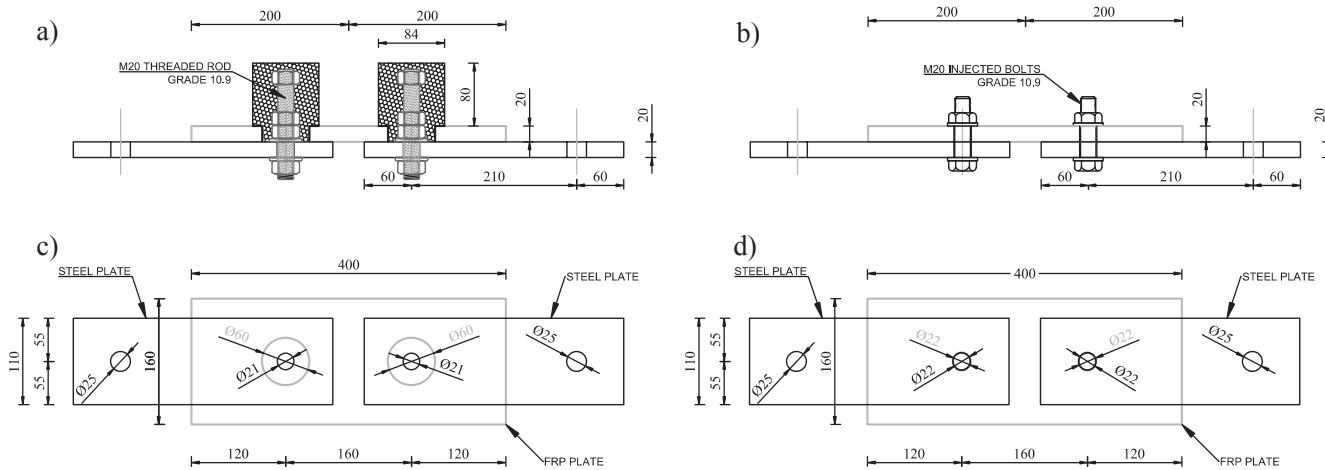 a)
200
200
84
M20 THREADED ROD
GRADE 10.9
80
20
20
60
210
60
b)
200
200
M20 INJECTED BOLTS
GRADE 10.9
20
20
60
210
60
c)
STEEL PLATE
400
STEEL PLATE
110
55
55
Ø25
160
Ø60
Ø21
Ø60
Ø21
Ø25
120
160
120
FRP PLATE
d)
STEEL PLATE
400
STEEL PLATE
110
55
55
Ø25
160
Ø22
Ø22
Ø22
Ø22
Ø25
120
160
120
FRP PLATE